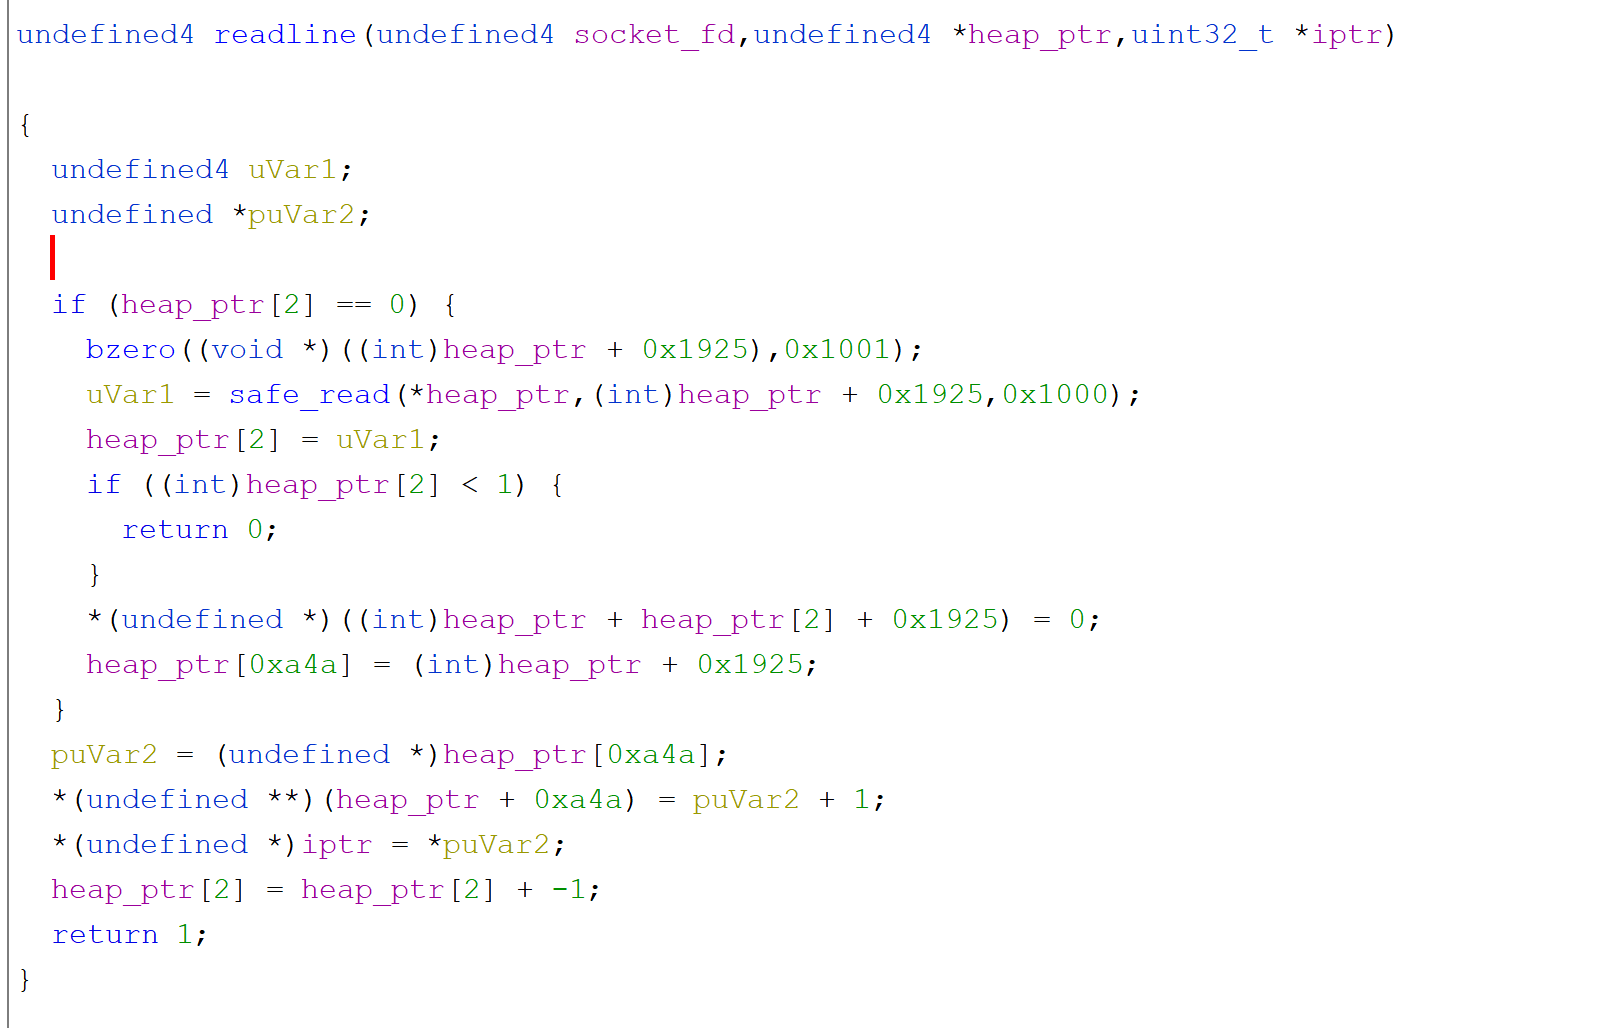 undefined4 readline(undefined4 socket_fd,undefined4 *heap_ptr,uint32_t *iptr)
{
  undefined4 uVar1;
  undefined *puVar2;
  if (heap_ptr[2] == 0) {
    bzero((void *)((int)heap_ptr + 0x1925),0x1001);
    uVar1 = safe_read(*heap_ptr,(int)heap_ptr + 0x1925,0x1000);
    heap_ptr[2] = uVar1;
    if ((int)heap_ptr[2] < 1) {
      return 0;
    }
    *(undefined *)((int)heap_ptr + heap_ptr[2] + 0x1925) = 0;
    heap_ptr[0xa4a] = (int)heap_ptr + 0x1925;
  }
  puVar2 = (undefined *)heap_ptr[0xa4a];
  *(undefined **)(heap_ptr + 0xa4a) = puVar2 + 1;
  *(undefined *)iptr = *puVar2;
  heap_ptr[2] = heap_ptr[2] + -1;
  return 1;
}